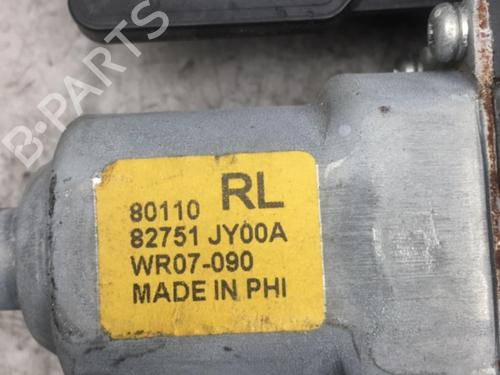 B-PARTS
80110 RL
82751 JY00A
WR07-090
MADE IN PHI